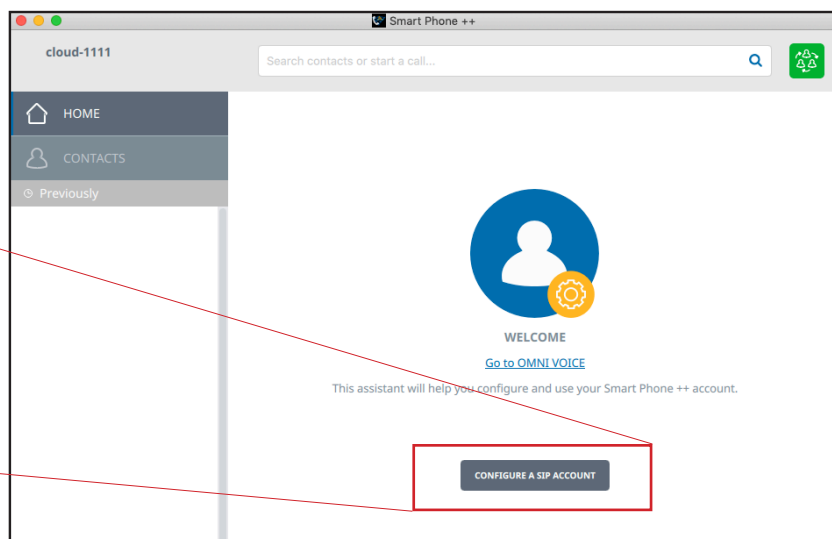 Smart Phone ++
cloud-1111
Search contacts or start a call...
HOME
CONTACTS
Previously
WELCOME
Go to OMNI VOICE
This assistant will help you configure and use your Smart Phone ++ account.
CONFIGURE A SIP ACCOUNT